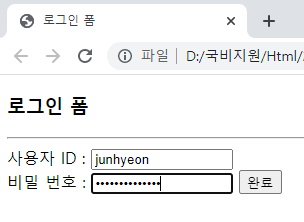 로그인 폼
파일 | D:/국비지원/Html/
로그인 폼
사용자 ID : junhyeon
비밀 번호 : •••••••••••••• 완료